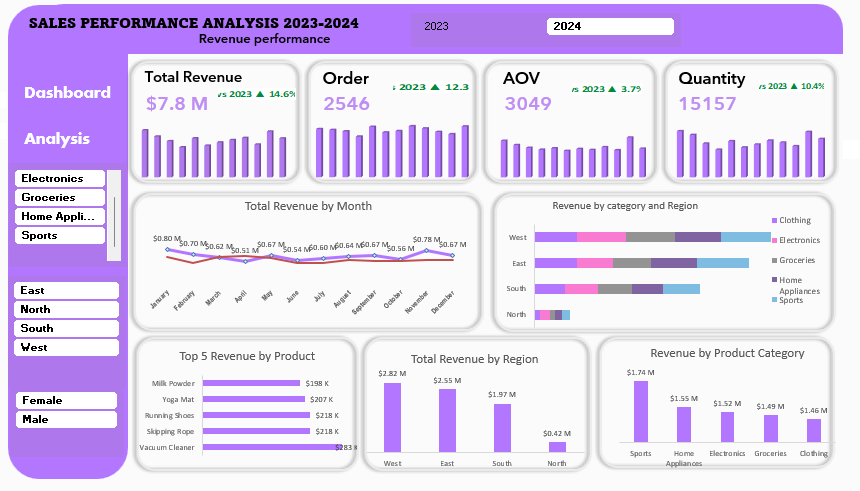 SALES PERFORMANCE ANALYSIS 2023-2024
Revenue performance
2023
2024
Dashboard
Analysis
Electronics
Groceries
Home Appli...
Sports
East
North
South
West
Female
Male
Total Revenue
$7.8 M
vs 2023 ▲ 14.6%
Order
2546
2023 ▲ 12.3
AOV
3049
vs 2023 ▲ 3.7%
Quantity
15157
vs 2023 ▲ 10.4%
Total Revenue by Month
$0.80 M
$0.70 M
$0.62 M
$0.51 M
$0.67 M
$0.54 M
$0.60 M
$0.64 M
$0.67 M
$0.56 M
$0.78 M
$0.67 M
January
February
March
April
May
June
July
August
September
October
November
December
Revenue by category and Region
West
East
South
North
Clothing
Electronics
Groceries
Home
Appliances
Sports
Top 5 Revenue by Product
Millk Powder
$198 K
Yoga Mat
$207 K
Running Shoes
$218 K
Skipping Rope
$218 K
Vacuum Cleaner
$283 K
Total Revenue by Region
$2.82 M
$2.55 M
$1.97 M
$0.42 M
West
East
South
North
Revenue by Product Category
$1.74 M
$1.55 M
$1.52 M
$1.49 M
$1.46 M
Sports
Home
Appliances
Electronics
Groceries
Clothing